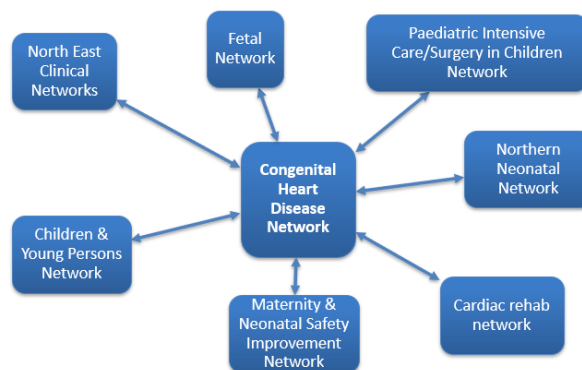 North East
Clinical
Networks
Fetal
Network
Paediatric Intensive
Care/Surgery in Children
Network
Congenital
Heart
Disease
Network
Northern
Neonatal
Network
Children &
Young Persons
Network
Maternity &
Neonatal Safety
Improvement
Network
Cardiac rehab
network